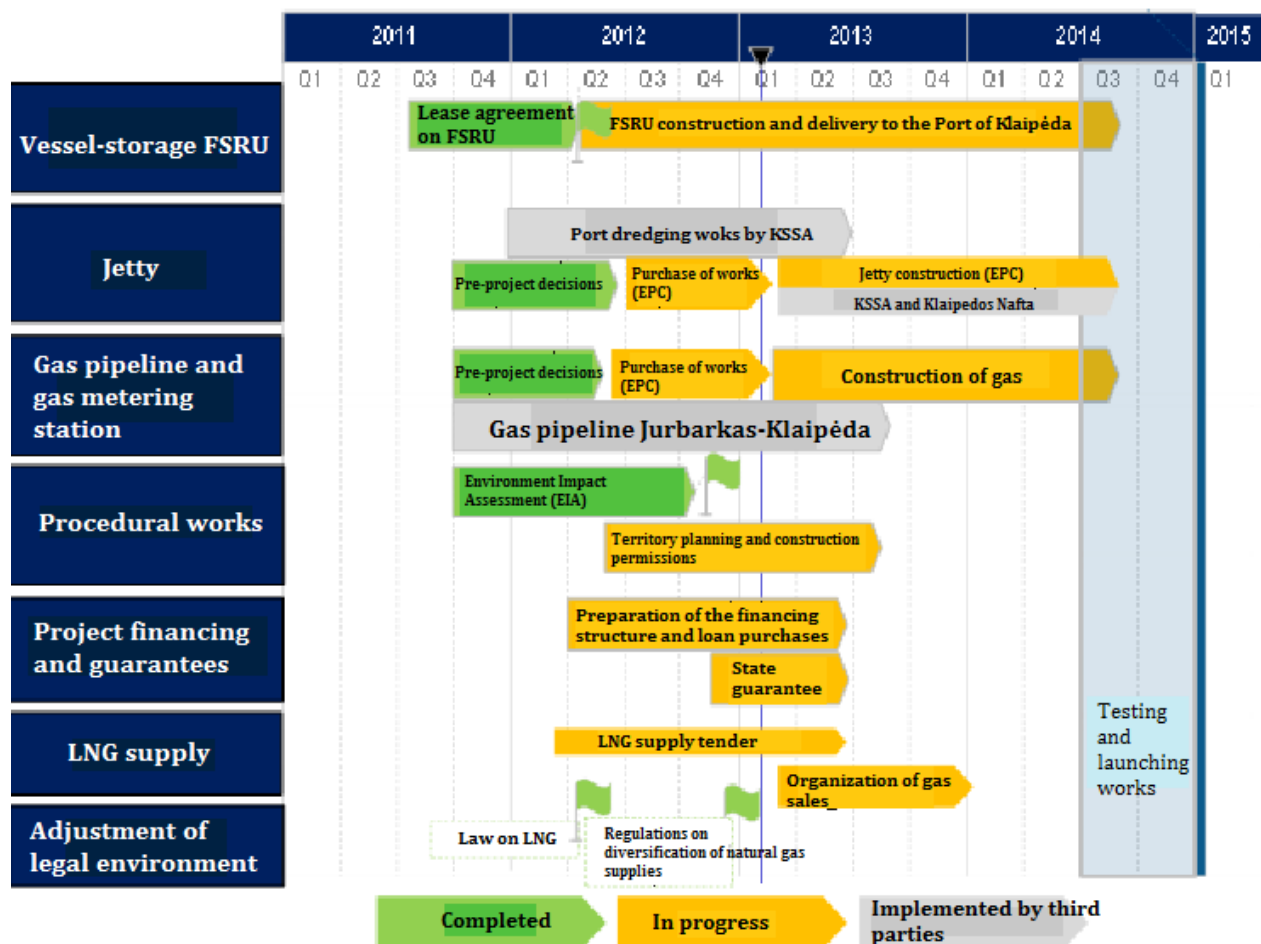 2011 2012 2013 2014 2015
Q1 Q2 Q3 Q4 Q1 Q2 Q3 Q4 Q1 Q2 Q3 Q4 Q1 Q2 Q3 Q4 Q1
Vessel-storage FSRU
Lease agreement
on FSRU
FSRU construction and delivery to the Port of Klaipėda
Jetty
Port dredging woks by KSSA
Pre-project decisions
Purchase of works
(EPC)
Jetty construction (EPC)
KSSA and Klaipedos Nafta
Gas pipeline and
gas metering
station
Pre-project decisions
Purchase of works
(EPC)
Construction of gas
Gas pipeline Jurbarkas-Klaipėda
Procedural works
Environment Impact
Assessment (EIA)
Territory planning and construction
permissions
Project financing
and guarantees
Preparation of the financing
structure and loan purchases
State
guarantee
LNG supply
LNG supply tender
Organization of gas
sales_
Testing
and
launching
works
Adjustment of
legal environment
Law on LNG
Regulations on
diversification of natural gas
supplies
Completed
In progress
Implemented by third
parties